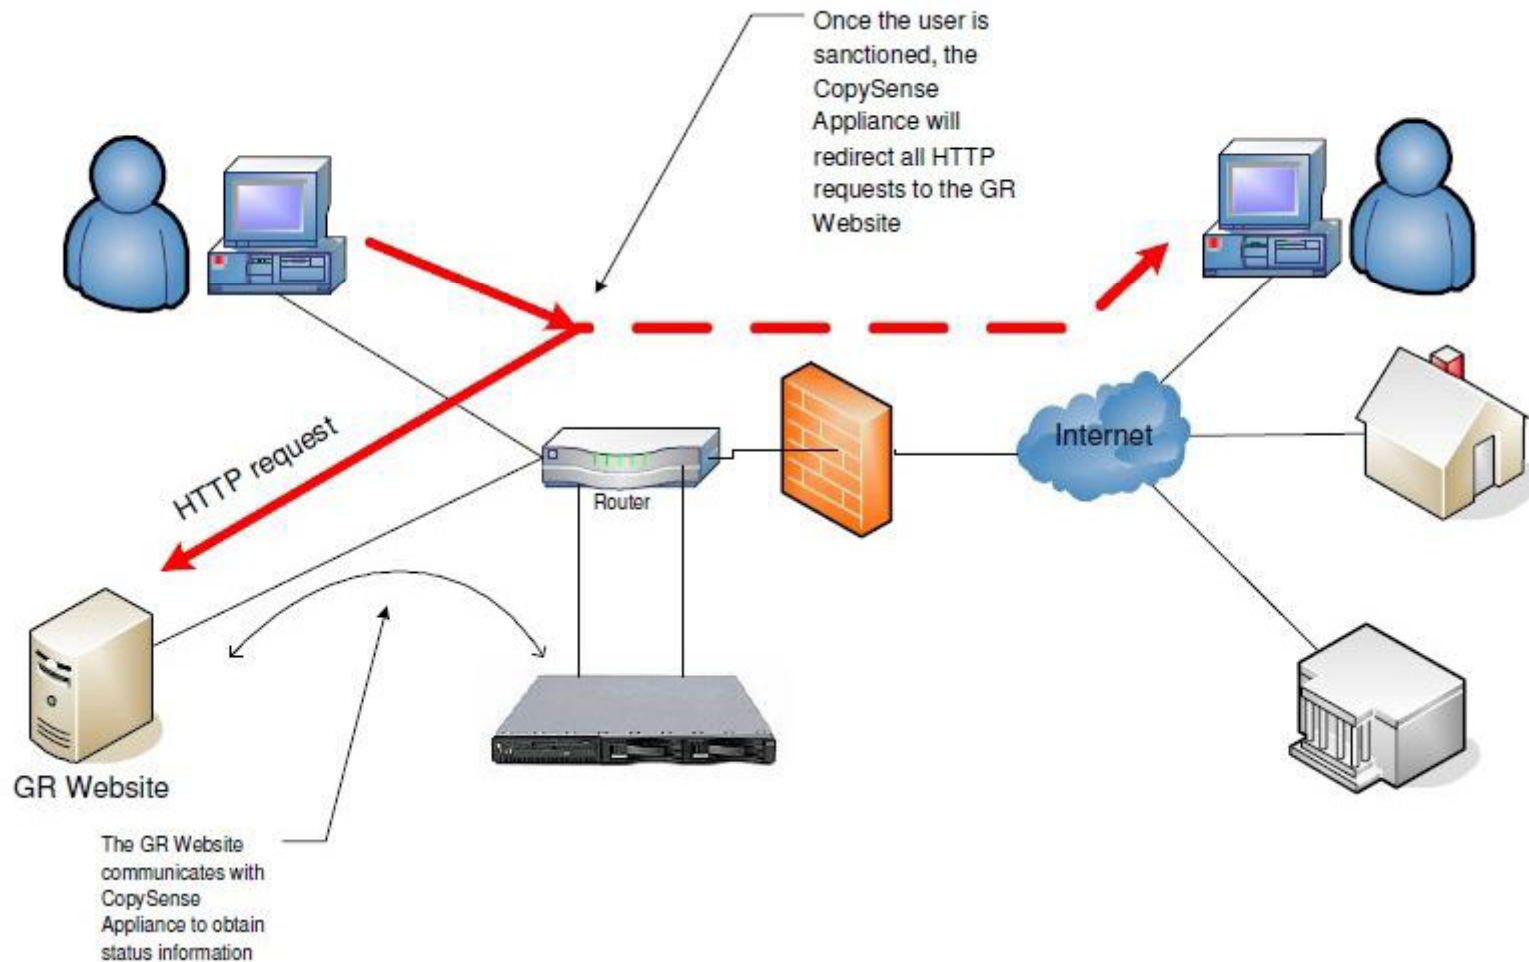 Once the user is
sanctioned, the
CopySense
Appliance will
redirect all HTTP
requests to the GR
Website
HTTP request
Internet
Router
GR Website
The GR Website
communicates with
CopySense
Appliance to obtain
status information